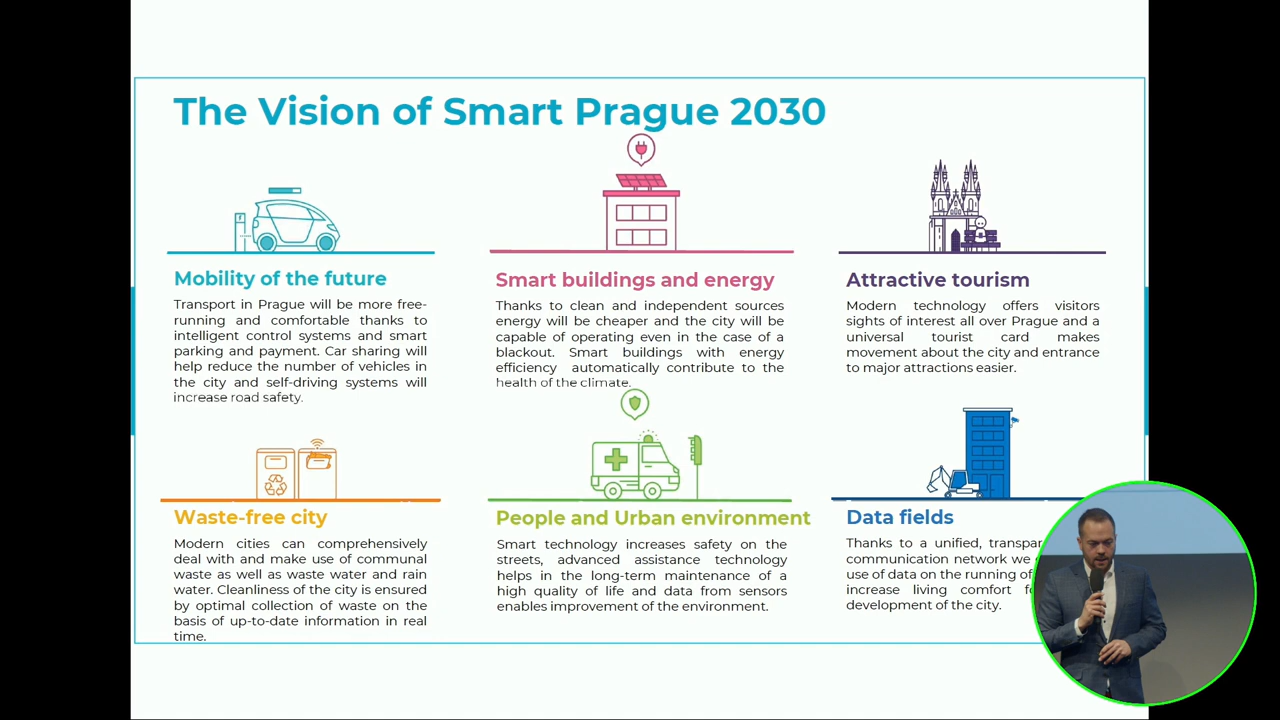 The Vision of Smart Prague 2030
Mobility of the future
Transport in Prague will be more free-
running and comfortable thanks to
intelligent control systems and smart
parking and payment. Car sharing will
help reduce the number of vehicles in
the city and self-driving systems will
increase road safety.
Smart buildings and energy
Thanks to clean and independent sources
energy will be cheaper and the city will be
capable of operating even in the case of a
blackout. Smart buildings with energy
efficiency automatically contribute to the
health of the climate.
Attractive tourism
Modern technology offers visitors
sights of interest all over Prague and a
universal tourist card makes
movement about the city and entrance
to major attractions easier.
Waste-free city
Modern cities can comprehensively
deal with and make use of communal
waste as well as waste water and rain
water. Cleanliness of the city is ensured
by optimal collection of waste on the
basis of up-to-date information in real
time.
People and Urban environment
Smart technology increases safety on the
streets, advanced assistance technology
helps in the long-term maintenance of a
high quality of life and data from sensors
enables improvement of the environment.
Data fields
Thanks to a unified,
communication network we
use of data on the running of
increase living comfort
development of the city.